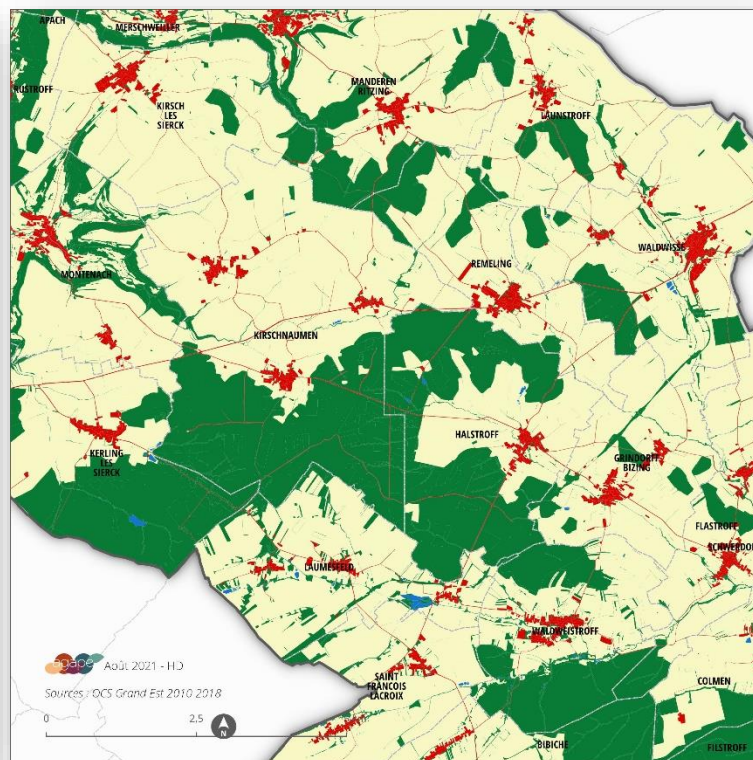 APACH
MERSCHWEILLER
RUSTROFF
KIRSCH
LES
SIERCK
MANDEREN
RITZING
LAUNSTROFF
MONTENACH
REMELING
WALDWISSE
KIRSCHNAUMEN
KERLING
LES
SIERCK
HALSTROFF
GRINDORFF
BIZING
FLASTROFF
SCHWERDOR
LAUMESFELD
WALDWEISTROFF
SAINT
FRANCOIS
LACROIX
COLMEN
BIBICHE
FILSTROFF
agape Août 2021 - HD
Sources : OCS Grand Est 2010 2018
0 2.5
N